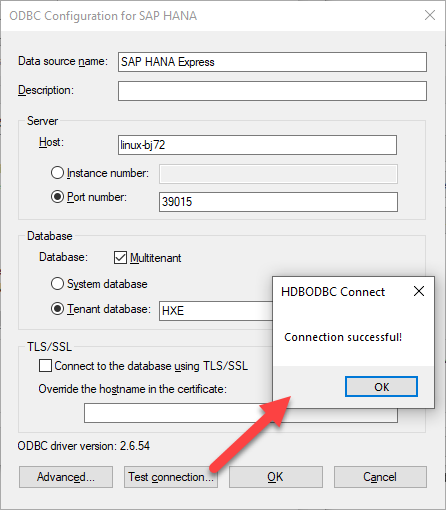 ODBC Configuration for SAP HANA
Data source name: SAP HANA Express
Description:
Server
Host: linux-bj72
Instance number:
Port number: 39015
Database
Database: Multitenant
System database
Tenant database: HXE
HDBODBC Connect
Connection successful!
OK
TLS/SSL
Connect to the database using TLS/SSL
Override the hostname in the certificate:
ODBC driver version: 2.6.54
Advanced... Test connection... OK Cancel